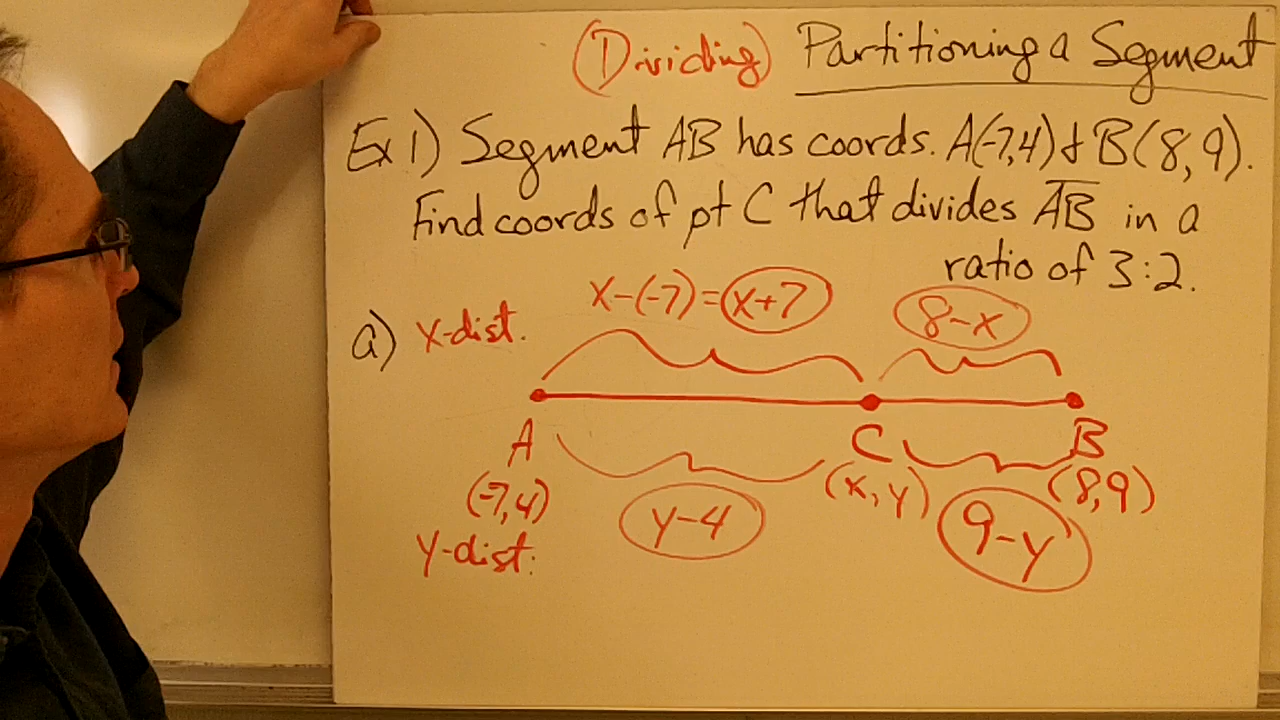 (Dividing) Partitioning a Segment
Ex 1) Segment AB has coords. A(-7,4) & B(8,9).
Find coords of pt C that divides AB in a
ratio of 3:2.
x-(-7)=x+7 8-x
a) x-dist.
A C B
(-7,4) (x,y) (8,9)
y-4 9-y
y-dist: